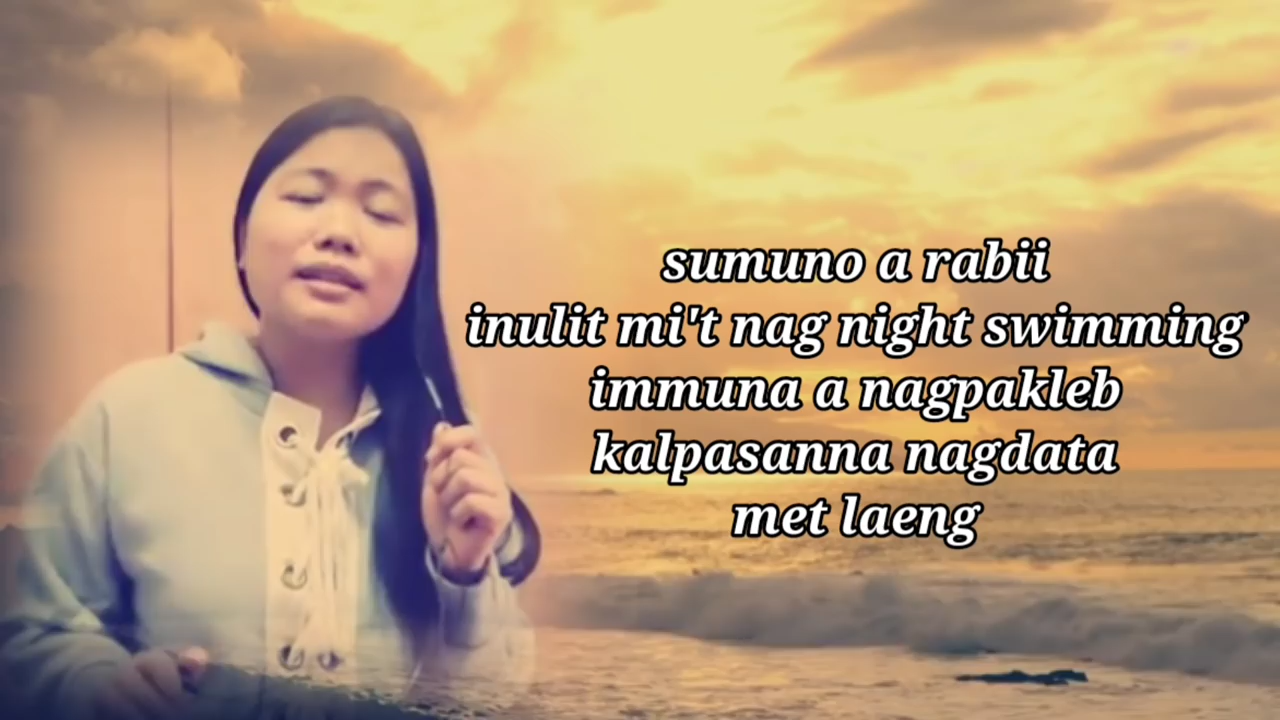 sumuno a rabii
inulit mi't nag night swimming
immuna a nagpakleb
kalpasanna nagdata
met laeng